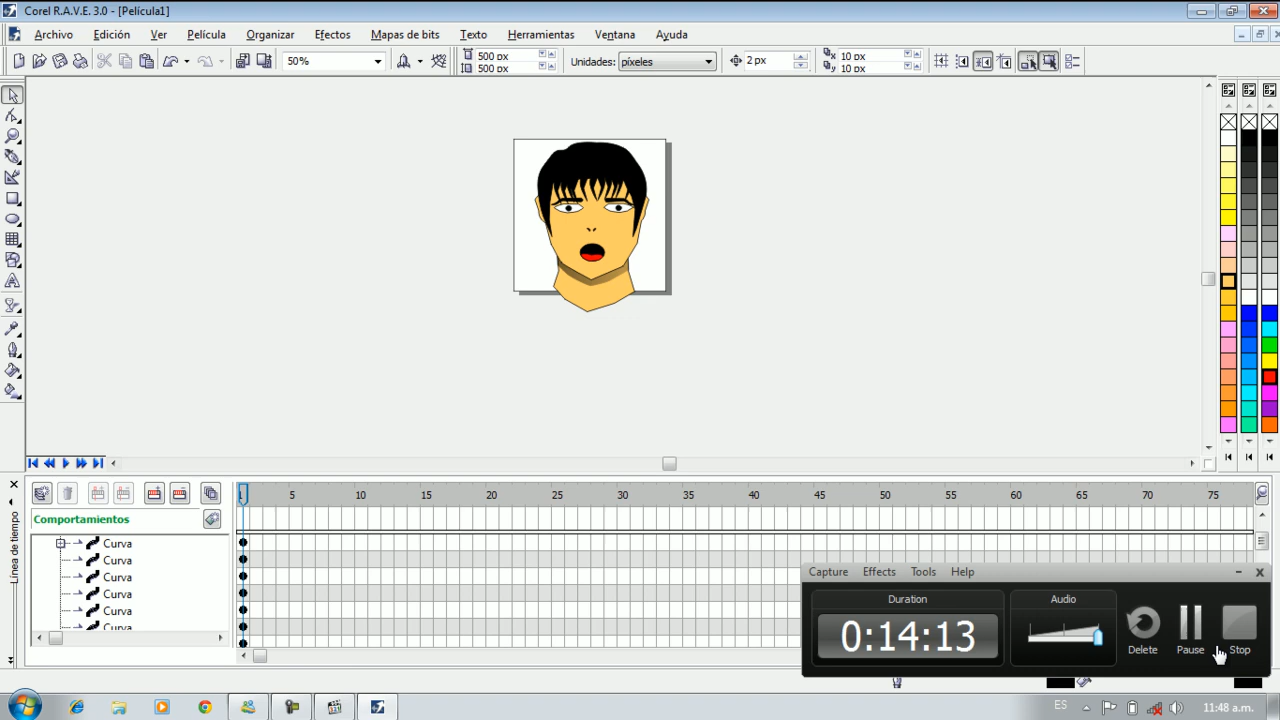 Corel R.A.V.E. 3.0 - [Película1]
Archivo Edición Ver Película Organizar Efectos Mapas de bits Texto Herramientas Ventana Ayuda
50% 500 px 500 px Unidades: píxeles 2 px 10 px 10 px
Línea de tiempo
1 5 10 15 20 25 30 35 40 45 50 55 60 65 70 75
Comportamientos
Curva
Curva
Curva
Curva
Curva
Curva
Capture Effects Tools Help
Duration Audio
0:14:13
Delete Pause Stop
ES 11:48 a.m.